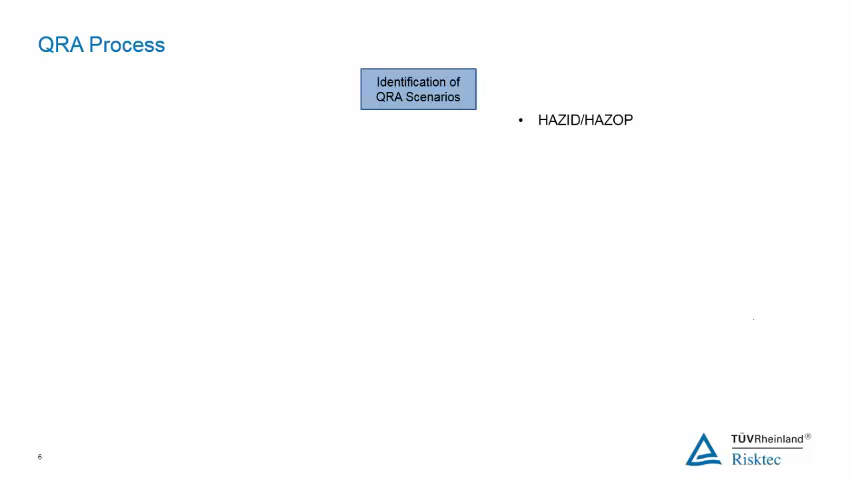 QRA Process
Identification of
QRA Scenarios
• HAZID/HAZOP
6
TÜVRheinland®
Risktec